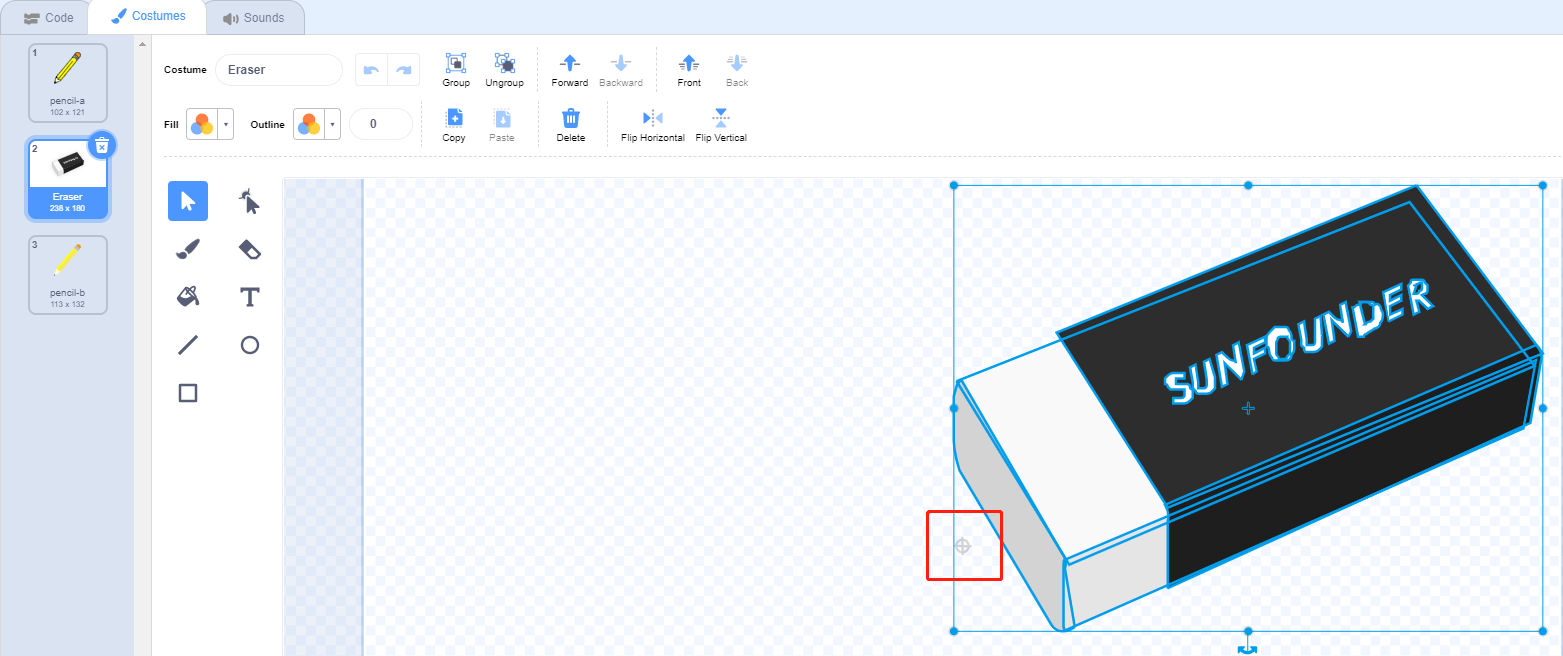 Code
Costumes
Sounds
1
pencil-a
102 x 121
2
Eraser
238 x 180
3
pencil-b
113 x 132
Costume
Eraser
Group
Ungroup
Forward
Backward
Front
Back
Fill
Outline
0
Copy
Paste
Delete
Flip Horizontal
Flip Vertical
T
SUNFOUNDER